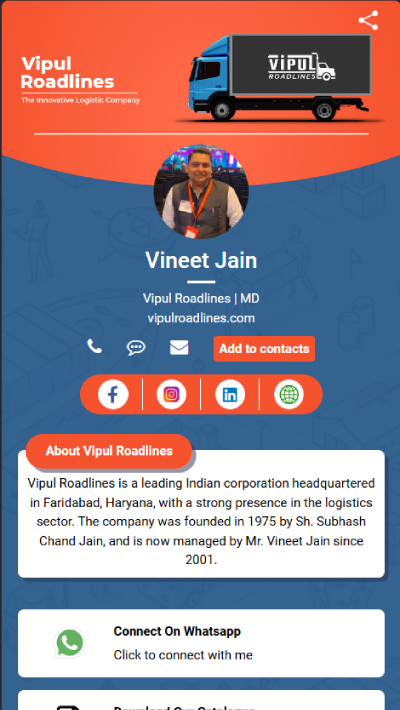 Vipul
Roadlines
The Innovative Logistic Company
VIPUL
ROADLINES
Vineet Jain
Vipul Roadlines | MD
vipulroadlines.com
Add to contacts
About Vipul Roadlines
Vipul Roadlines is a leading Indian corporation headquartered
in Faridabad, Haryana, with a strong presence in the logistics
sector. The company was founded in 1975 by Sh. Subhash
Chand Jain, and is now managed by Mr. Vineet Jain since
2001.
Connect On Whatsapp
Click to connect with me
Download Our Catalogue